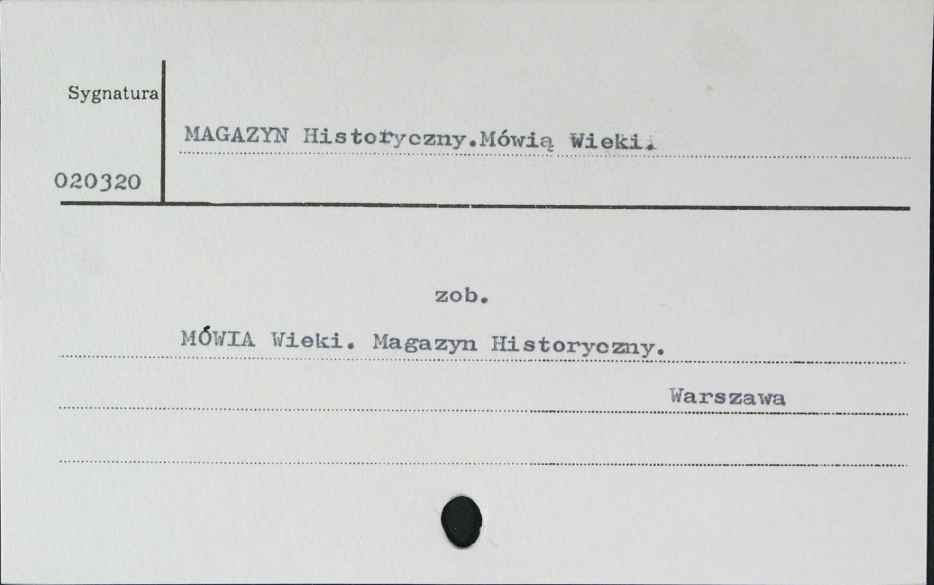 Sygnatura
MAGAZYN Historyczny.Mówią Wieki.
020320
zob.
MÓWIA Wieki. Magazyn Historyczny.
Warszawa